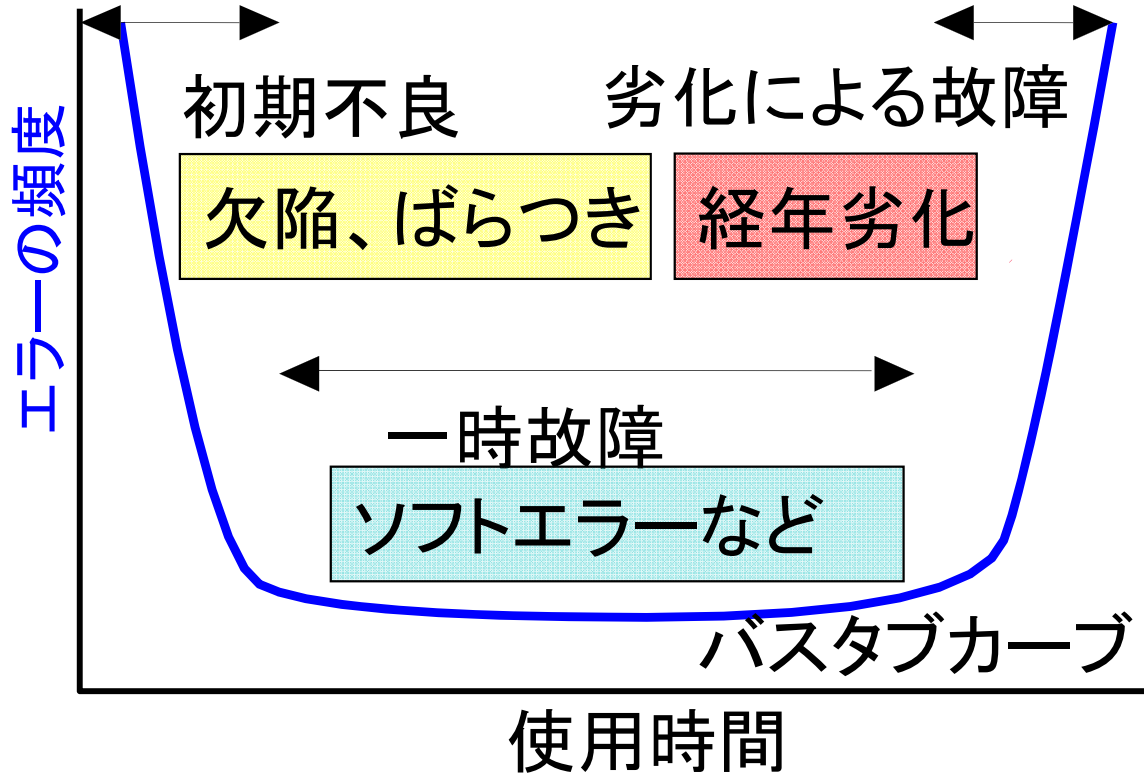 初期不良
劣化による故障
欠陥、ばらつき
経年劣化
エラーの頻度
一時故障
ソフトエラーなど
バスタブカーブ
使用時間